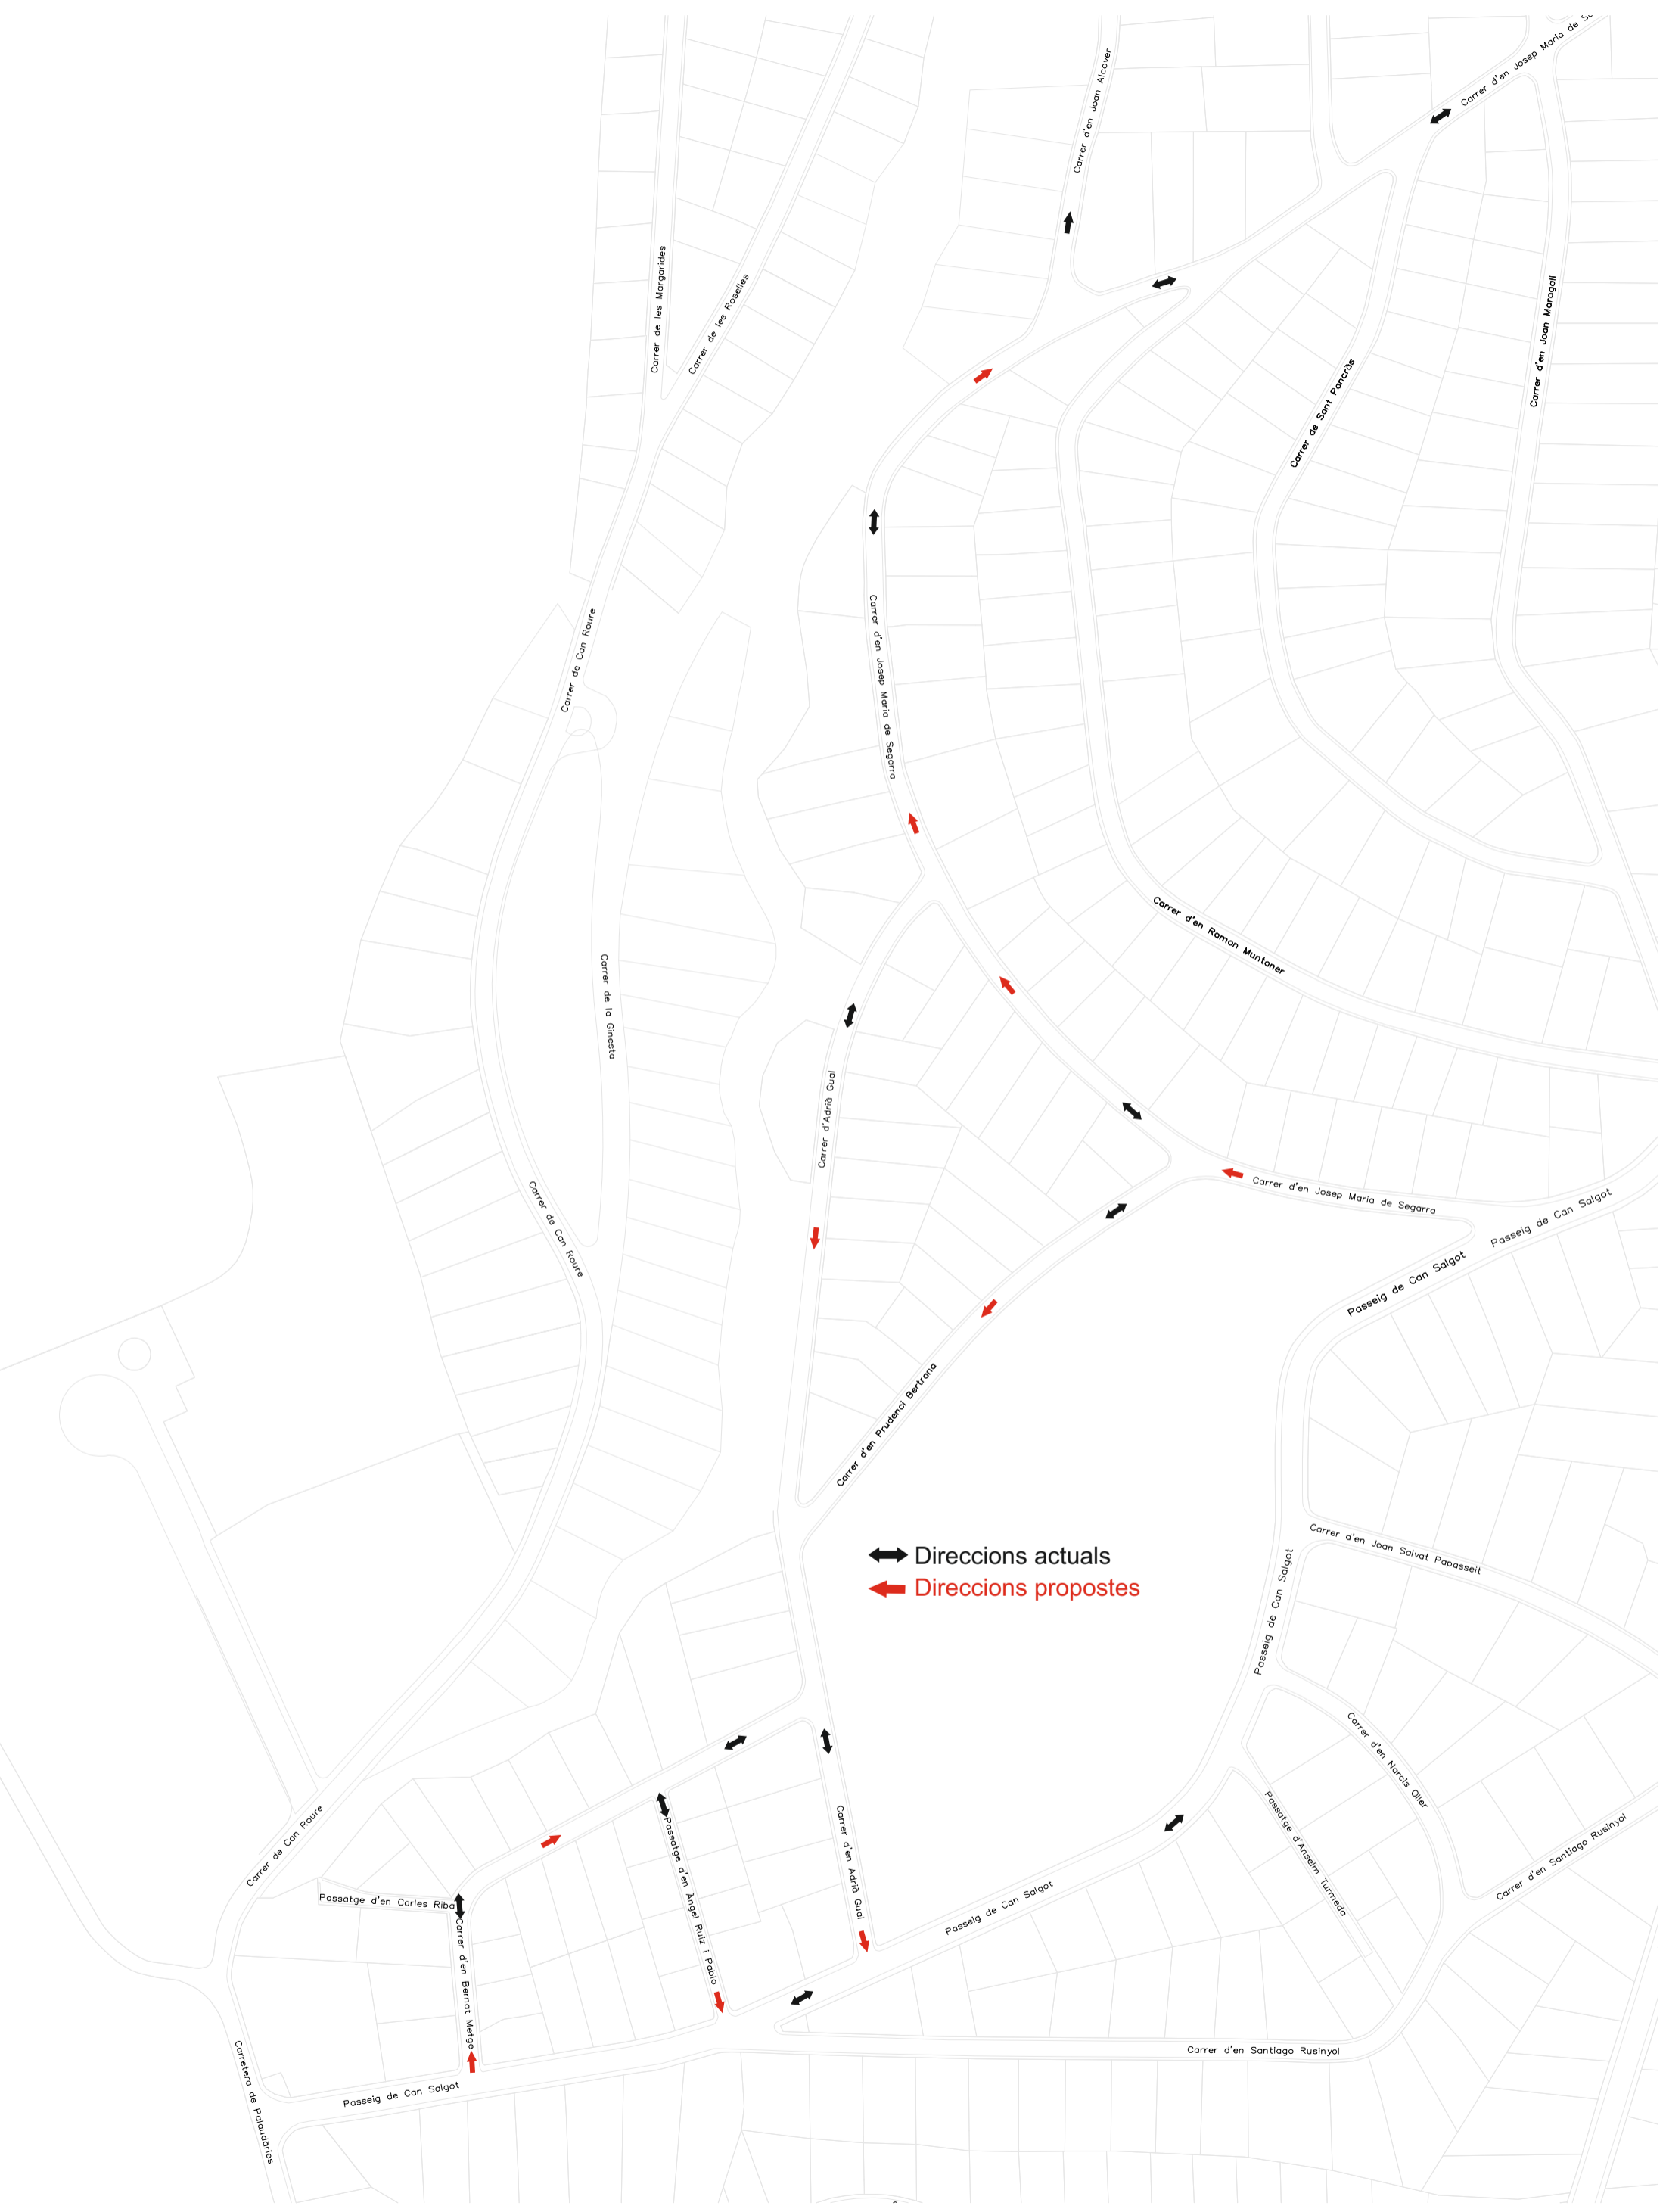 Carrer d'en Josep Maria de
Carrer d'en Joan Alcover
Carrer de les Margarides
Carrer de les Roselles
Carrer d'en Joan Maragall
Carrer de Sant Pancràs
Carrer de Can Roure
Carrer d'en Josep Maria de Segarra
Carrer d'en Ramon Muntaner
Carrer de la Ginesta
Carrer d'Adrià Gual
Carrer de Can Roure
Carrer d'en Josep Maria de Segarra
Passeig de Can Salgot
Passeig de Can Salgot
Carrer d'en Prudenci Bertrana
Carrer d'en Joan Salvat Papasseit
Direccions actuals
Direccions propostes
Passeig de Can Salgot
Carrer d'en Narcis Oller
Carrer de Can Roure
Passatge d'Anselm Turmeda
Carrer d'en Santiago Rusinyol
Carrer d'en Adrià Gual
Passatge d'en Àngel Ruiz i Pablo
Passatge d'en Carles Riba
Passeig de Can Salgot
Carrer d'en Bernat Metge
Carrer d'en Santiago Rusinyol
Carretera de Palaudàries
Passeig de Can Salgot